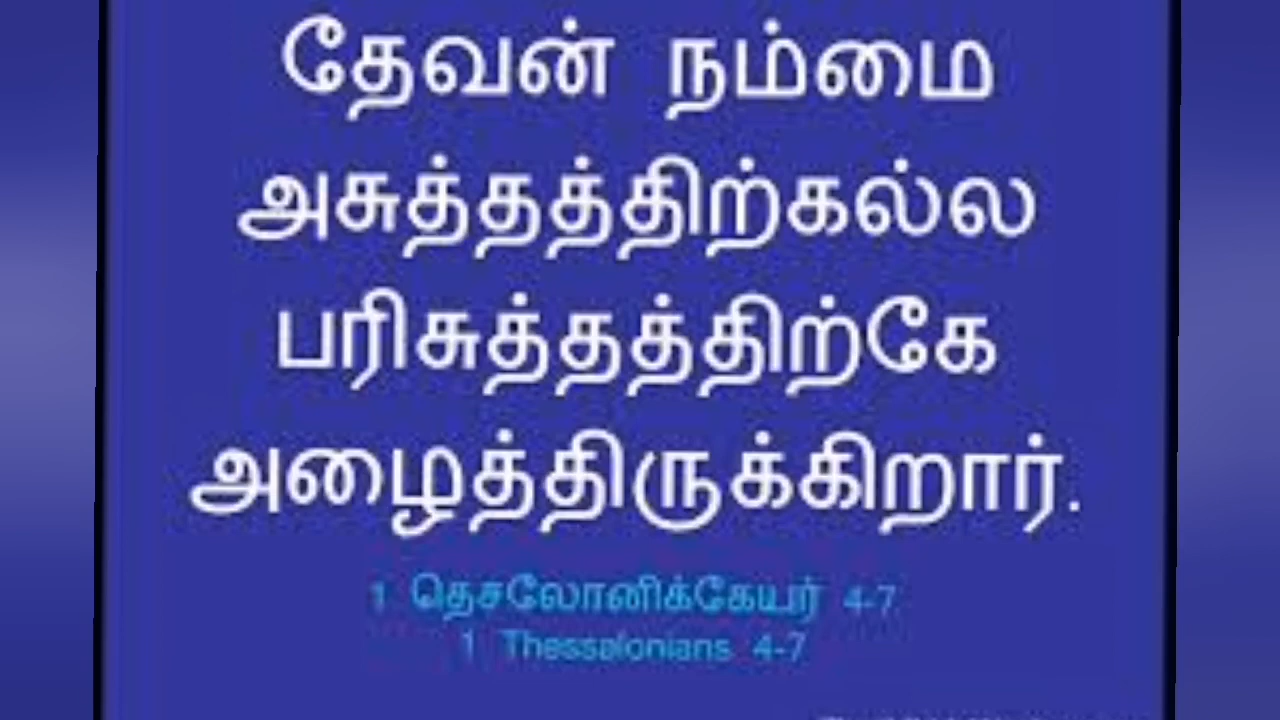 தேவன் நம்மை
அசுத்தத்திற்கல்ல
பரிசுத்தத்திற்கே
அழைத்திருக்கிறார்.
1 தெசலோனிக்கேயர் 4-7
1 Thessalonians 4-7